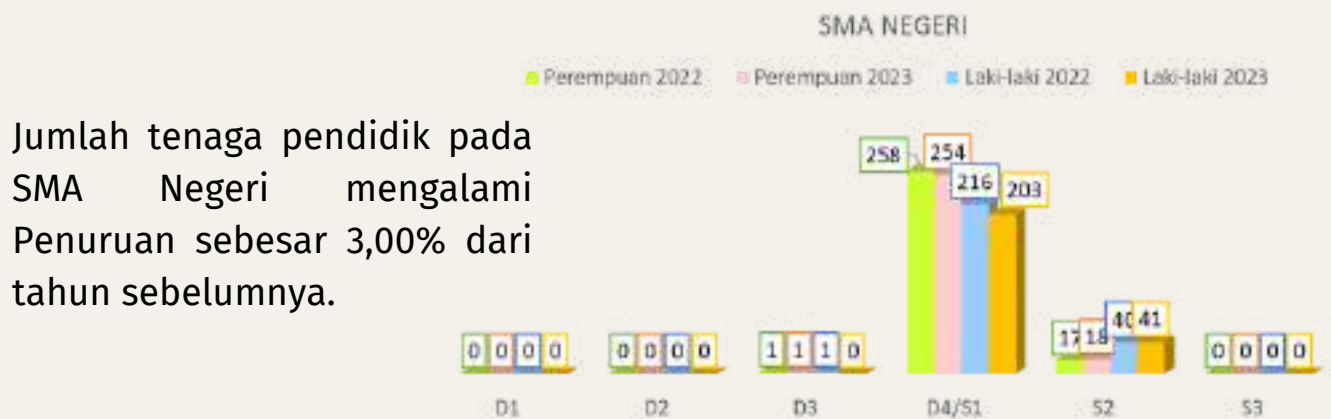 SMA NEGERI
Perempuan 2022 Perempuan 2023 Laki-laki 2022 Laki-laki 2023
Jumlah tenaga pendidik pada
SMA Negeri mengalami
Penuruan sebesar 3,00% dari
tahun sebelumnya.
258 254 216 203
17 18 40 41
0 0 0 0 0 0 0 0 1 1 1 0 0 0 0 0
D1 D2 D3 D4/S1 S2 S3